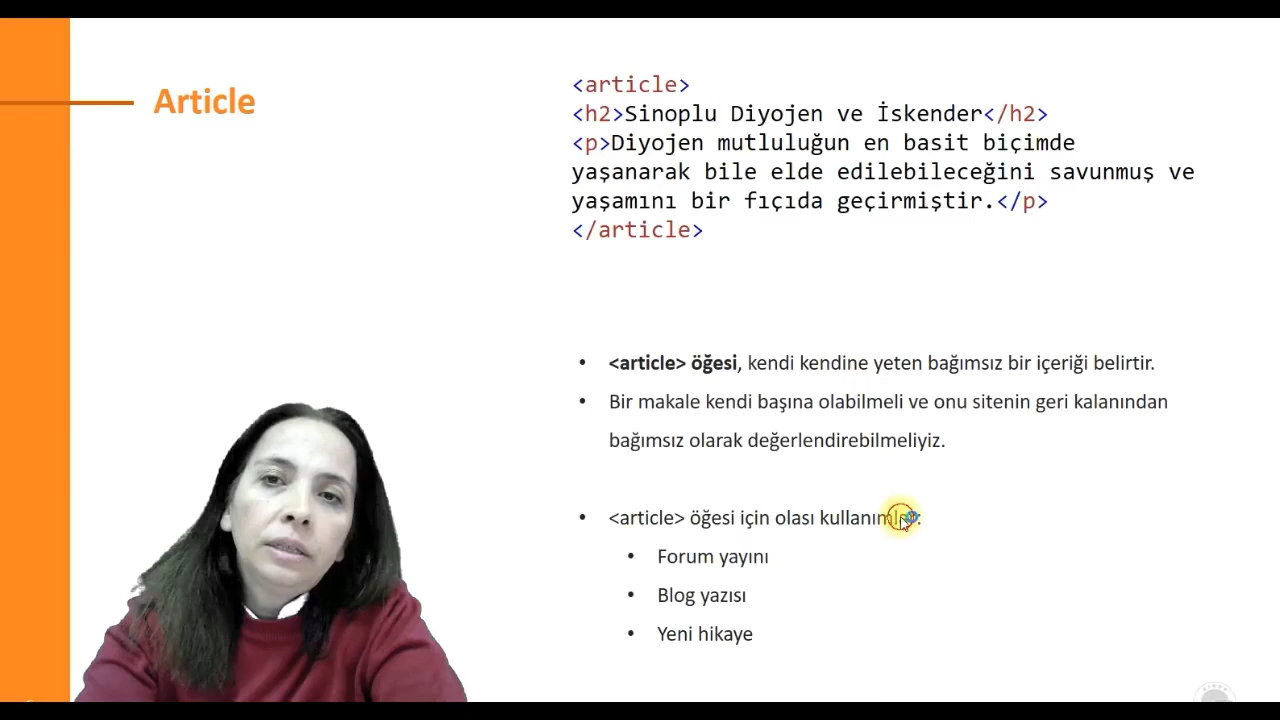 Article
<article>
<h2>Sinoplu Diyojen ve İskender</h2>
<p>Diyojen mutluluğun en basit biçimde
yaşanarak bile elde edilebileceğini savunmuş ve
yaşamını bir fıçıda geçirmiştir.</p>
</article>
• <article> öğesi, kendi kendine yeten bağımsız bir içeriği belirtir.
• Bir makale kendi başına olabilmeli ve onu sitenin geri kalanından
bağımsız olarak değerlendirebilmeliyiz.
• <article> öğesi için olası kullanımlar:
• Forum yayını
• Blog yazısı
• Yeni hikaye